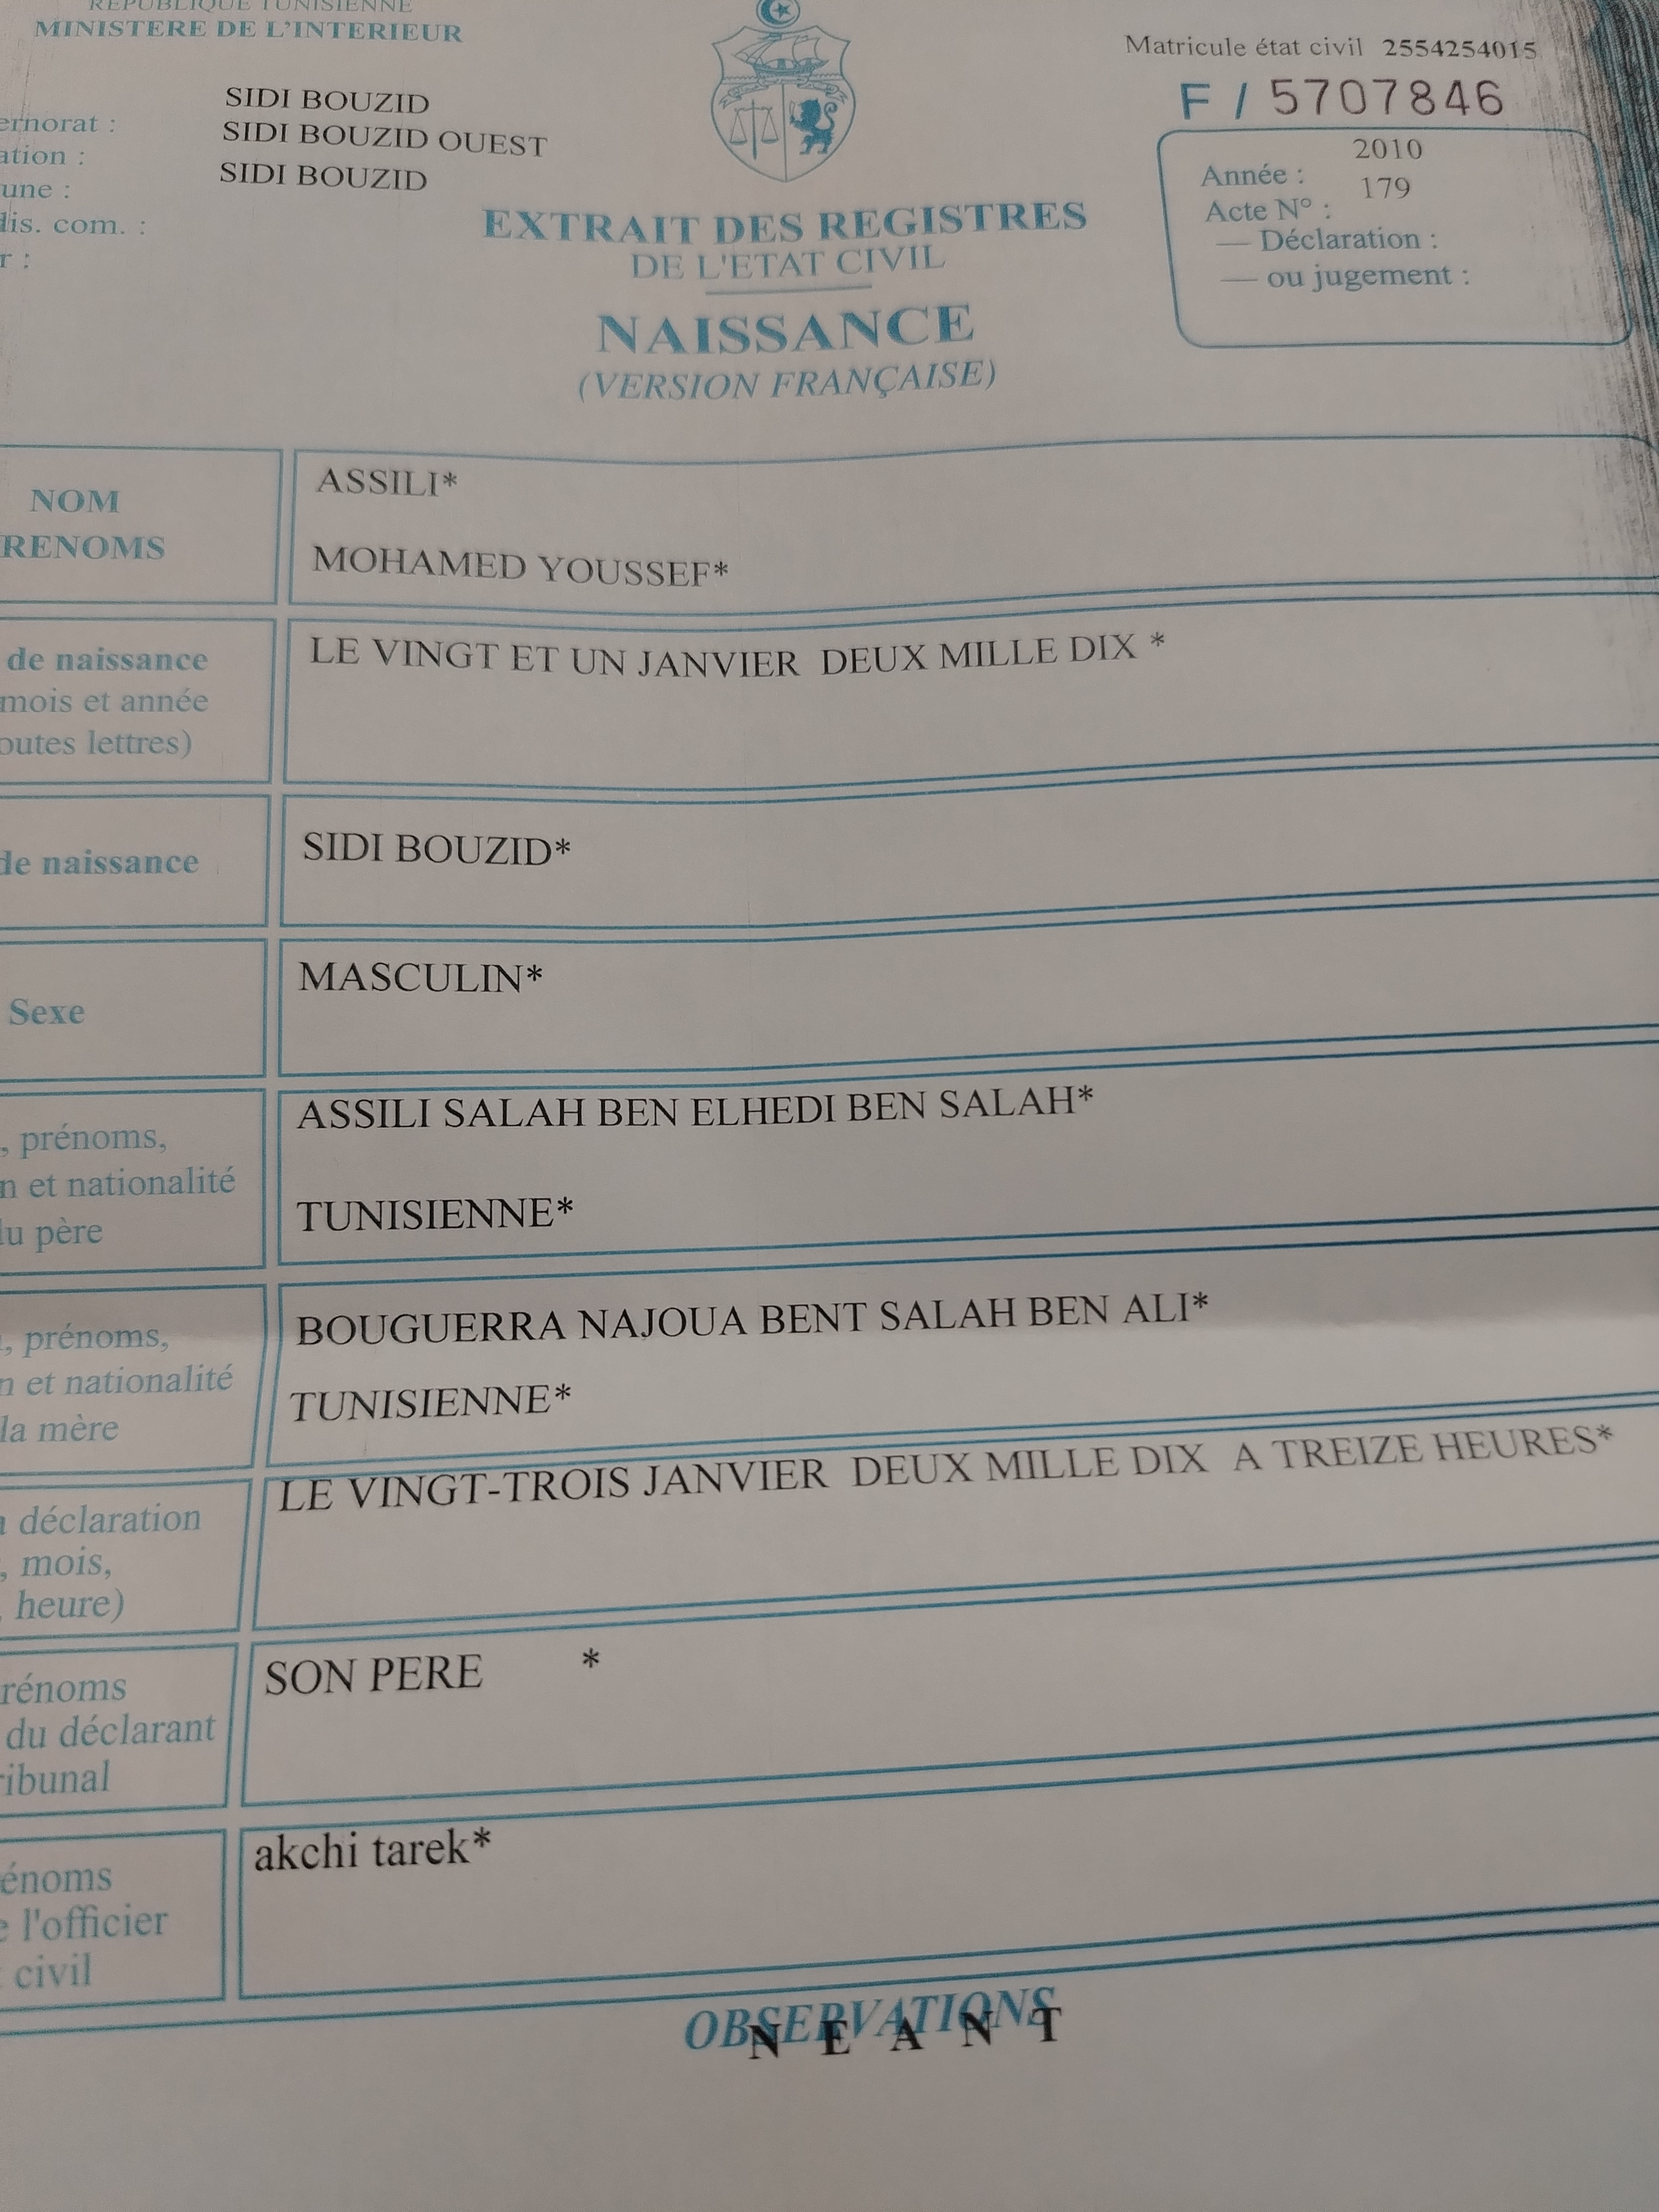 REPUBLIQUE TUNISIENNE
MINISTERE DE L'INTERIEUR
Matricule état civil 2554254015
F / 5707846
ernorat : SIDI BOUZID
ation : SIDI BOUZID OUEST
une : SIDI BOUZID
dis. com. :
r :
Année : 2010
Acte N° : 179
— Déclaration :
— ou jugement :
EXTRAIT DES REGISTRES
DE L'ETAT CIVIL
NAISSANCE
(VERSION FRANÇAISE)
NOM ASSILI*
RENOMS MOHAMED YOUSSEF*
de naissance LE VINGT ET UN JANVIER DEUX MILLE DIX *
mois et année
outes lettres)
de naissance SIDI BOUZID*
Sexe MASCULIN*
ASSILI SALAH BEN ELHEDI BEN SALAH*
, prénoms,
n et nationalité
du père TUNISIENNE*
BOUGUERRA NAJOUA BENT SALAH BEN ALI*
, prénoms,
n et nationalité TUNISIENNE*
la mère
LE VINGT-TROIS JANVIER DEUX MILLE DIX A TREIZE HEURES*
a déclaration
, mois,
, heure)
rénoms SON PERE *
du déclarant
ribunal
akchi tarek*
énoms
e l'officier
t civil
OBSERVATIONS
N E A N T